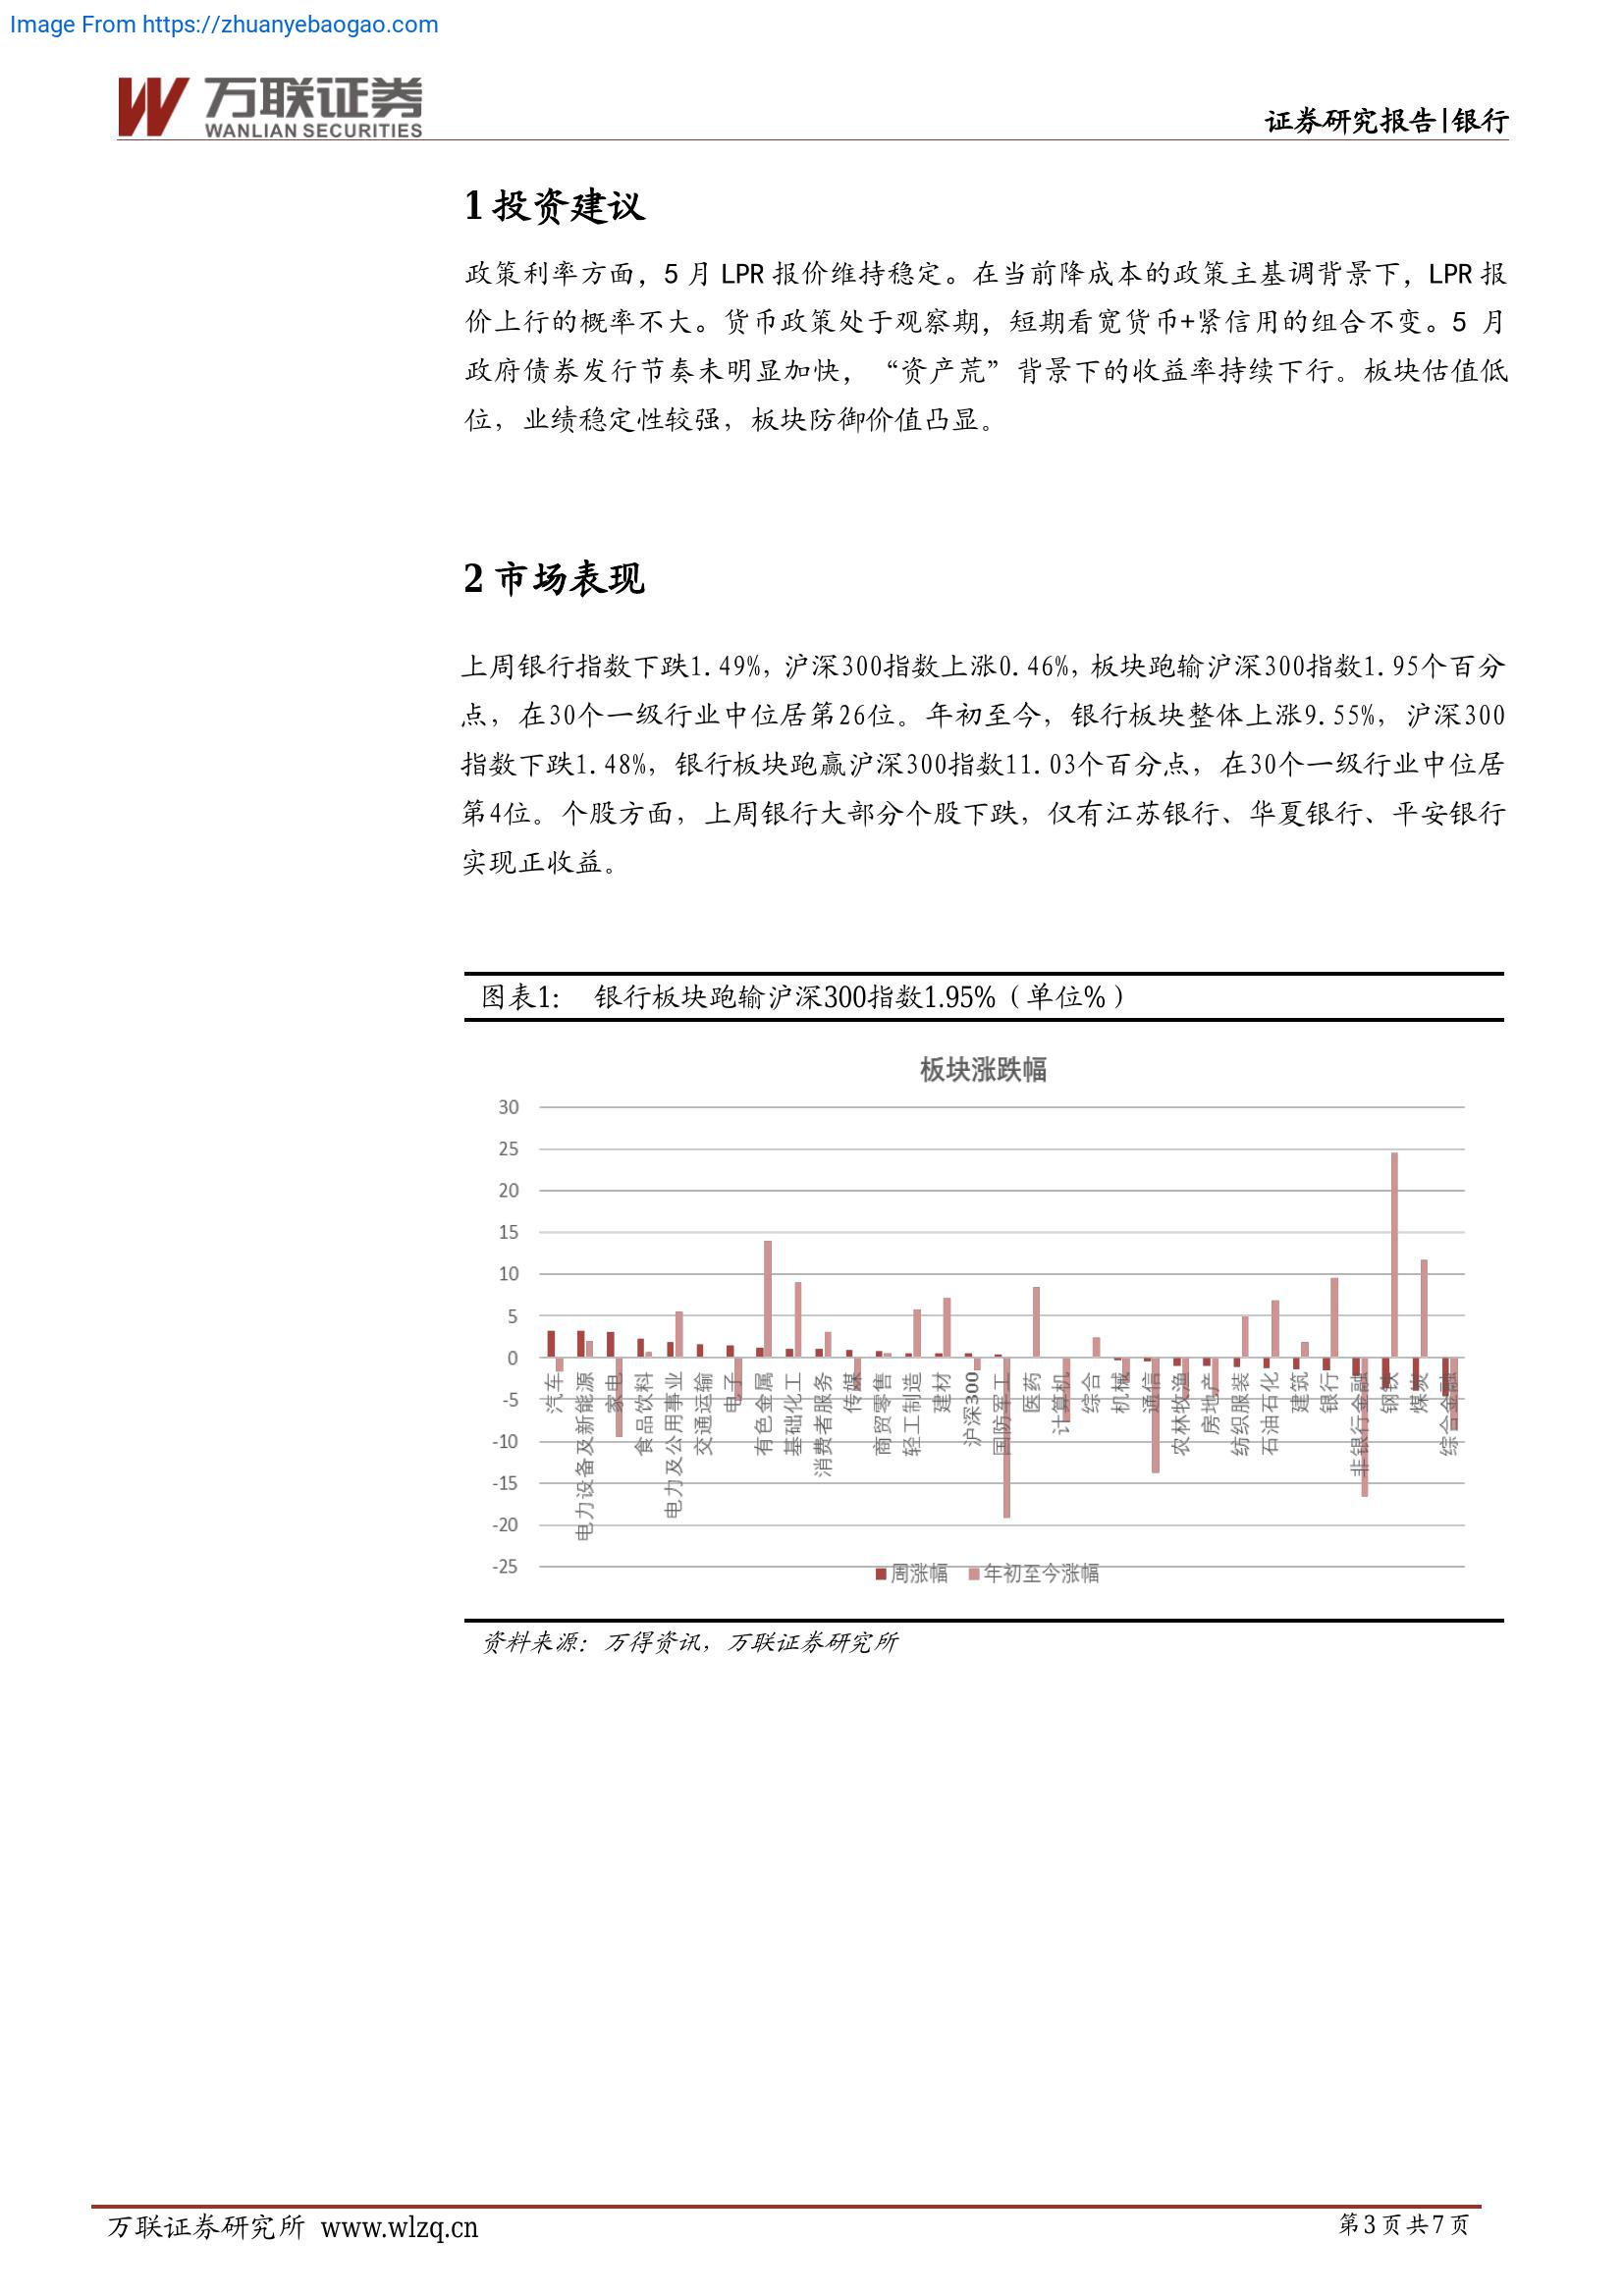 Image From https://zhuanyebaogao.com
万联证券
WANLIAN SECURITIES
证券研究报告|银行
1 投资建议
政策利率方面，5 月 LPR 报价维持稳定。在当前降成本的政策主基调背景下，LPR 报
价上行的概率不大。货币政策处于观察期，短期看宽货币+紧信用的组合不变。5 月
政府债券发行节奏未明显加快，“资产荒”背景下的收益率持续下行。板块估值低
位，业绩稳定性较强，板块防御价值凸显。
2 市场表现
上周银行指数下跌1.49%，沪深300指数上涨0.46%，板块跑输沪深300指数1.95个百分
点，在30个一级行业中位居第26位。年初至今，银行板块整体上涨9.55%，沪深300
指数下跌1.48%，银行板块跑赢沪深300指数11.03个百分点，在30个一级行业中位居
第4位。个股方面，上周银行大部分个股下跌，仅有江苏银行、华夏银行、平安银行
实现正收益。
图表1： 银行板块跑输沪深300指数1.95%（单位%）
板块涨跌幅
30
25
20
15
10
5
0
-5
-10
-15
-20
-25
汽车
电力设备及新能源
家电
食品饮料
电力及公用事业
交通运输
电子
有色金属
基础化工
消费者服务
传媒
商贸零售
轻工制造
建材
沪深300
国防军工
医药
计算机
综合
机械
通信
农林牧渔
房地产
纺织服装
石油石化
建筑
银行
非银行金融
钢铁
煤炭
综合金融
周涨幅 年初至今涨幅
资料来源：万得资讯，万联证券研究所
万联证券研究所 www.wlzq.cn
第3页共7页